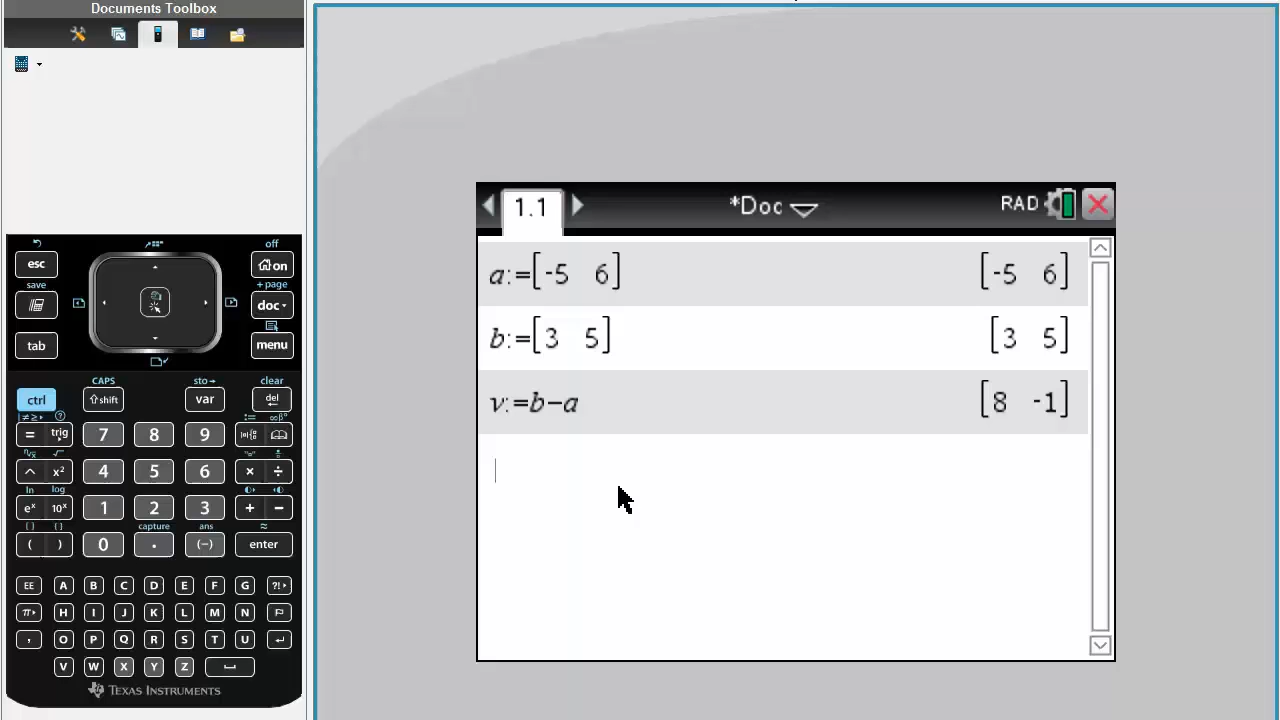 Documents Toolbox
1.1
*Doc
RAD
a:=[-5 6]
[-5 6]
b:=[3 5]
[3 5]
v:=b−a
[8 -1]
off
esc
on
save
+ page
doc
tab
menu
CAPS
sto→
clear
ctrl
shift
var
del
= trig 7 8 9
^ x² 4 5 6 × ÷
ln log
eˣ 10ˣ 1 2 3 + −
( ) { } capture ans ≈
( ) 0 . (−) enter
EE A B C D E F G ?!
π H I J K L M N
, O P Q R S T U
V W X Y Z
TEXAS INSTRUMENTS